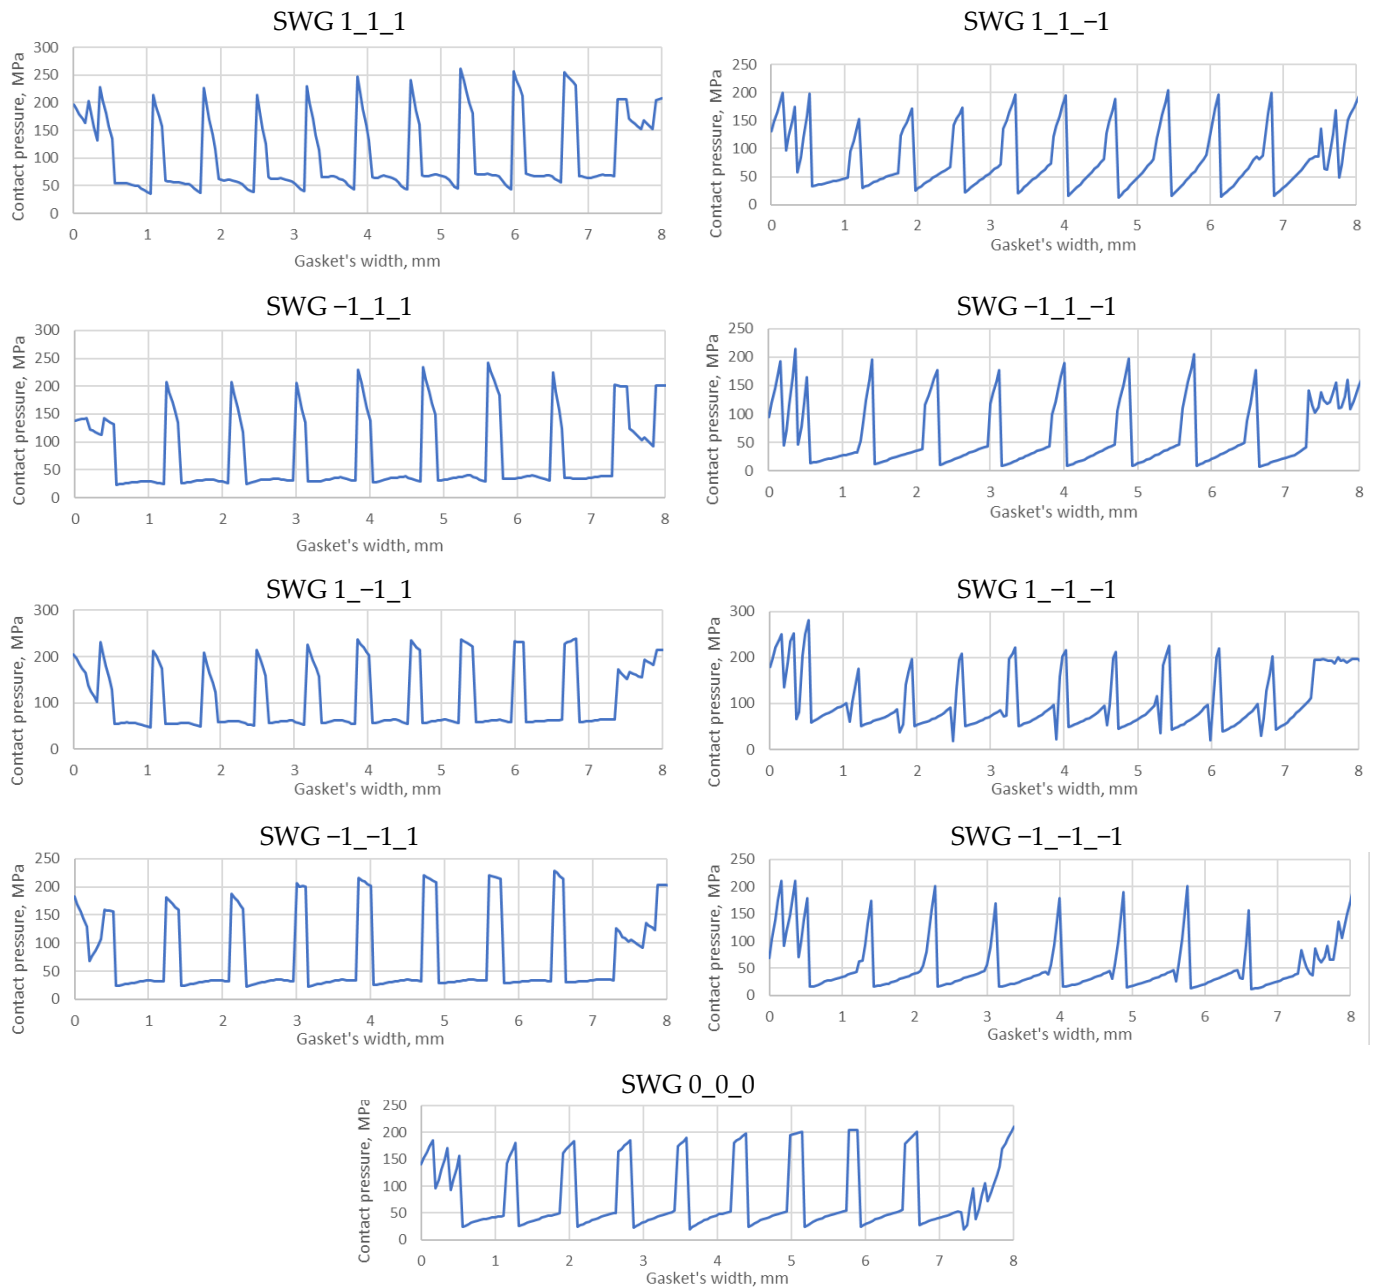 SWG 1_1_1
Contact pressure, MPa
300
250
200
150
100
50
0
0 1 2 3 4 5 6 7 8
Gasket's width, mm
SWG 1_1_−1
Contact pressure, MPa
250
200
150
100
50
0
0 1 2 3 4 5 6 7 8
Gasket's width, mm
SWG −1_1_1
Contact pressure, MPa
300
250
200
150
100
50
0
0 1 2 3 4 5 6 7 8
Gasket's width, mm
SWG −1_1_−1
Contact pressure, MPa
250
200
150
100
50
0
0 1 2 3 4 5 6 7 8
Gasket's width, mm
SWG 1_−1_1
Contact pressure, MPa
300
200
100
0
0 1 2 3 4 5 6 7 8
Gasket's width, mm
SWG 1_−1_−1
Contact pressure, MPa
300
200
100
0
0 1 2 3 4 5 6 7 8
Gasket's width, mm
SWG −1_−1_1
Contact pressure, MPa
250
200
150
100
50
0
0 1 2 3 4 5 6 7 8
Gasket's width, mm
SWG −1_−1_−1
Contact pressure, MPa
250
200
150
100
50
0
0 1 2 3 4 5 6 7 8
Gasket's width, mm
SWG 0_0_0
Contact pressure, MPa
250
200
150
100
50
0
0 1 2 3 4 5 6 7 8
Gasket's width, mm